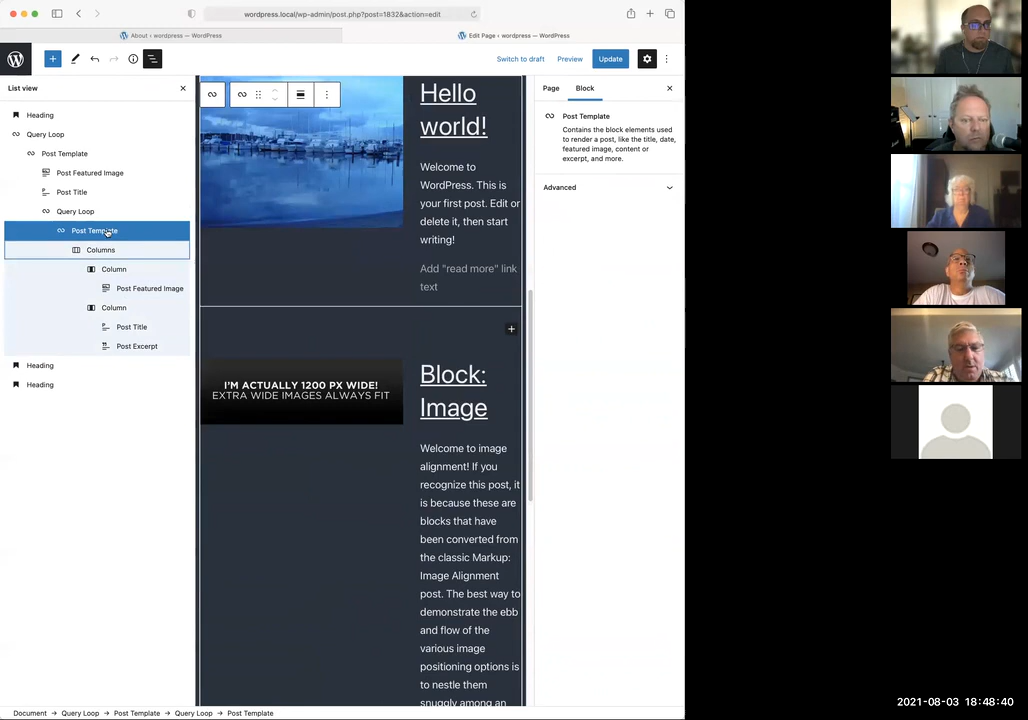 wordpress.local/wp-admin/post.php?post=1832&action=edit
About ‹ wordpress — WordPress
Edit Page ‹ wordpress — WordPress
Switch to draft
Preview
Update
List view
Heading
Query Loop
Post Template
Post Featured Image
Post Title
Query Loop
Post Template
Columns
Column
Post Featured Image
Column
Post Title
Post Excerpt
Heading
Heading
Hello
world!
Welcome to
WordPress. This is
your first post. Edit or
delete it, then start
writing!
Add "read more" link
text
I'M ACTUALLY 1200 PX WIDE!
EXTRA WIDE IMAGES ALWAYS FIT
Block:
Image
Welcome to image
alignment! If you
recognize this post, it
is because these are
blocks that have
been converted from
the classic Markup:
Image Alignment
post. The best way to
demonstrate the ebb
and flow of the
various image
positioning options is
to nestle them
snuggly among an
Page
Block
Post Template
Contains the block elements used
to render a post, like the title, date,
featured image, content or
excerpt, and more.
Advanced
Document → Query Loop → Post Template → Query Loop → Post Template
2021-08-03 18:48:40